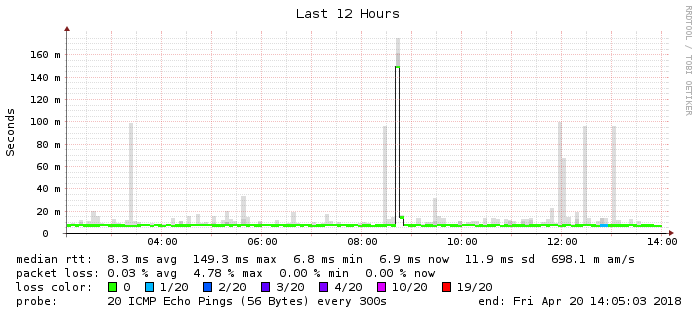 Last 12 Hours
RRDTOOL / TOBI OETIKER
Seconds
160 m
140 m
120 m
100 m
80 m
60 m
40 m
20 m
0
04:00 06:00 08:00 10:00 12:00 14:00
median rtt: 8.3 ms avg 149.3 ms max 6.8 ms min 6.9 ms now 11.9 ms sd 698.1 m am/s
packet loss: 0.03 % avg 4.78 % max 0.00 % min 0.00 % now
loss color: 0 1/20 2/20 3/20 4/20 10/20 19/20
probe: 20 ICMP Echo Pings (56 Bytes) every 300s end: Fri Apr 20 14:05:03 2018